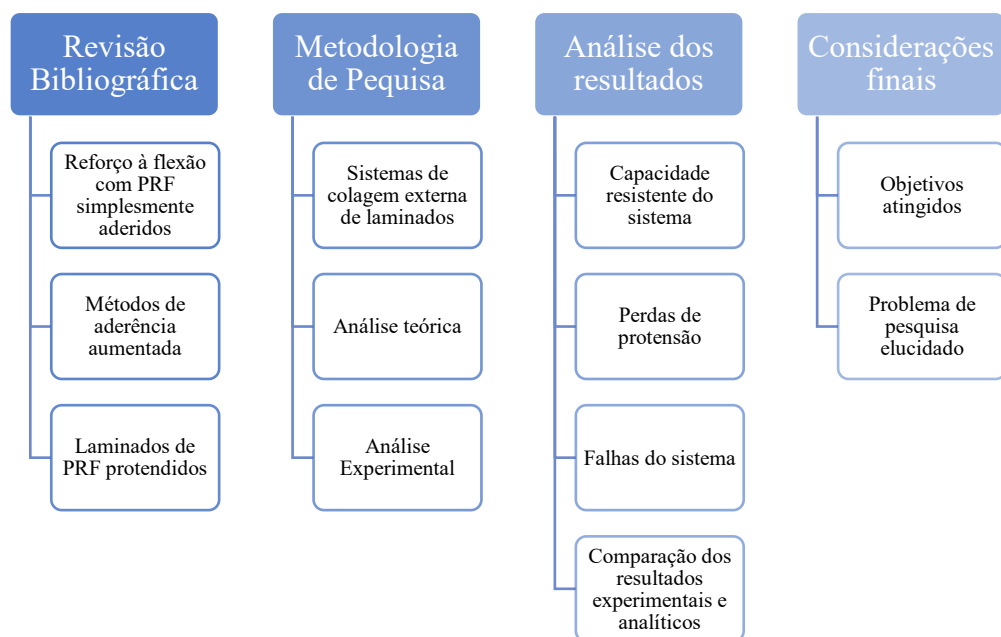 Revisão
Bibliográfica
Reforço à flexão
com PRF
simplesmente
aderidos
Métodos de
aderência
aumentada
Laminados de
PRF protendidos
Metodologia
de Pequisa
Sistemas de
colagem externa
de laminados
Análise teórica
Análise
Experimental
Análise dos
resultados
Capacidade
resistente do
sistema
Perdas de
protensão
Falhas do sistema
Comparação dos
resultados
experimentais e
analíticos
Considerações
finais
Objetivos
atingidos
Problema de
pesquisa
elucidado